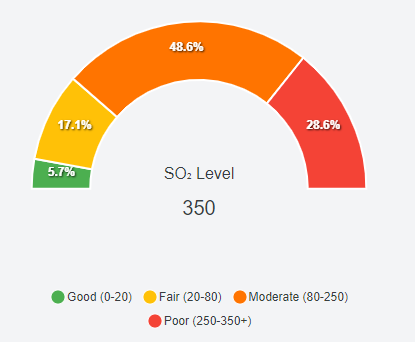 48.6%
17.1%
28.6%
5.7%
SO₂ Level
350
Good (0-20) Fair (20-80) Moderate (80-250)
Poor (250-350+)